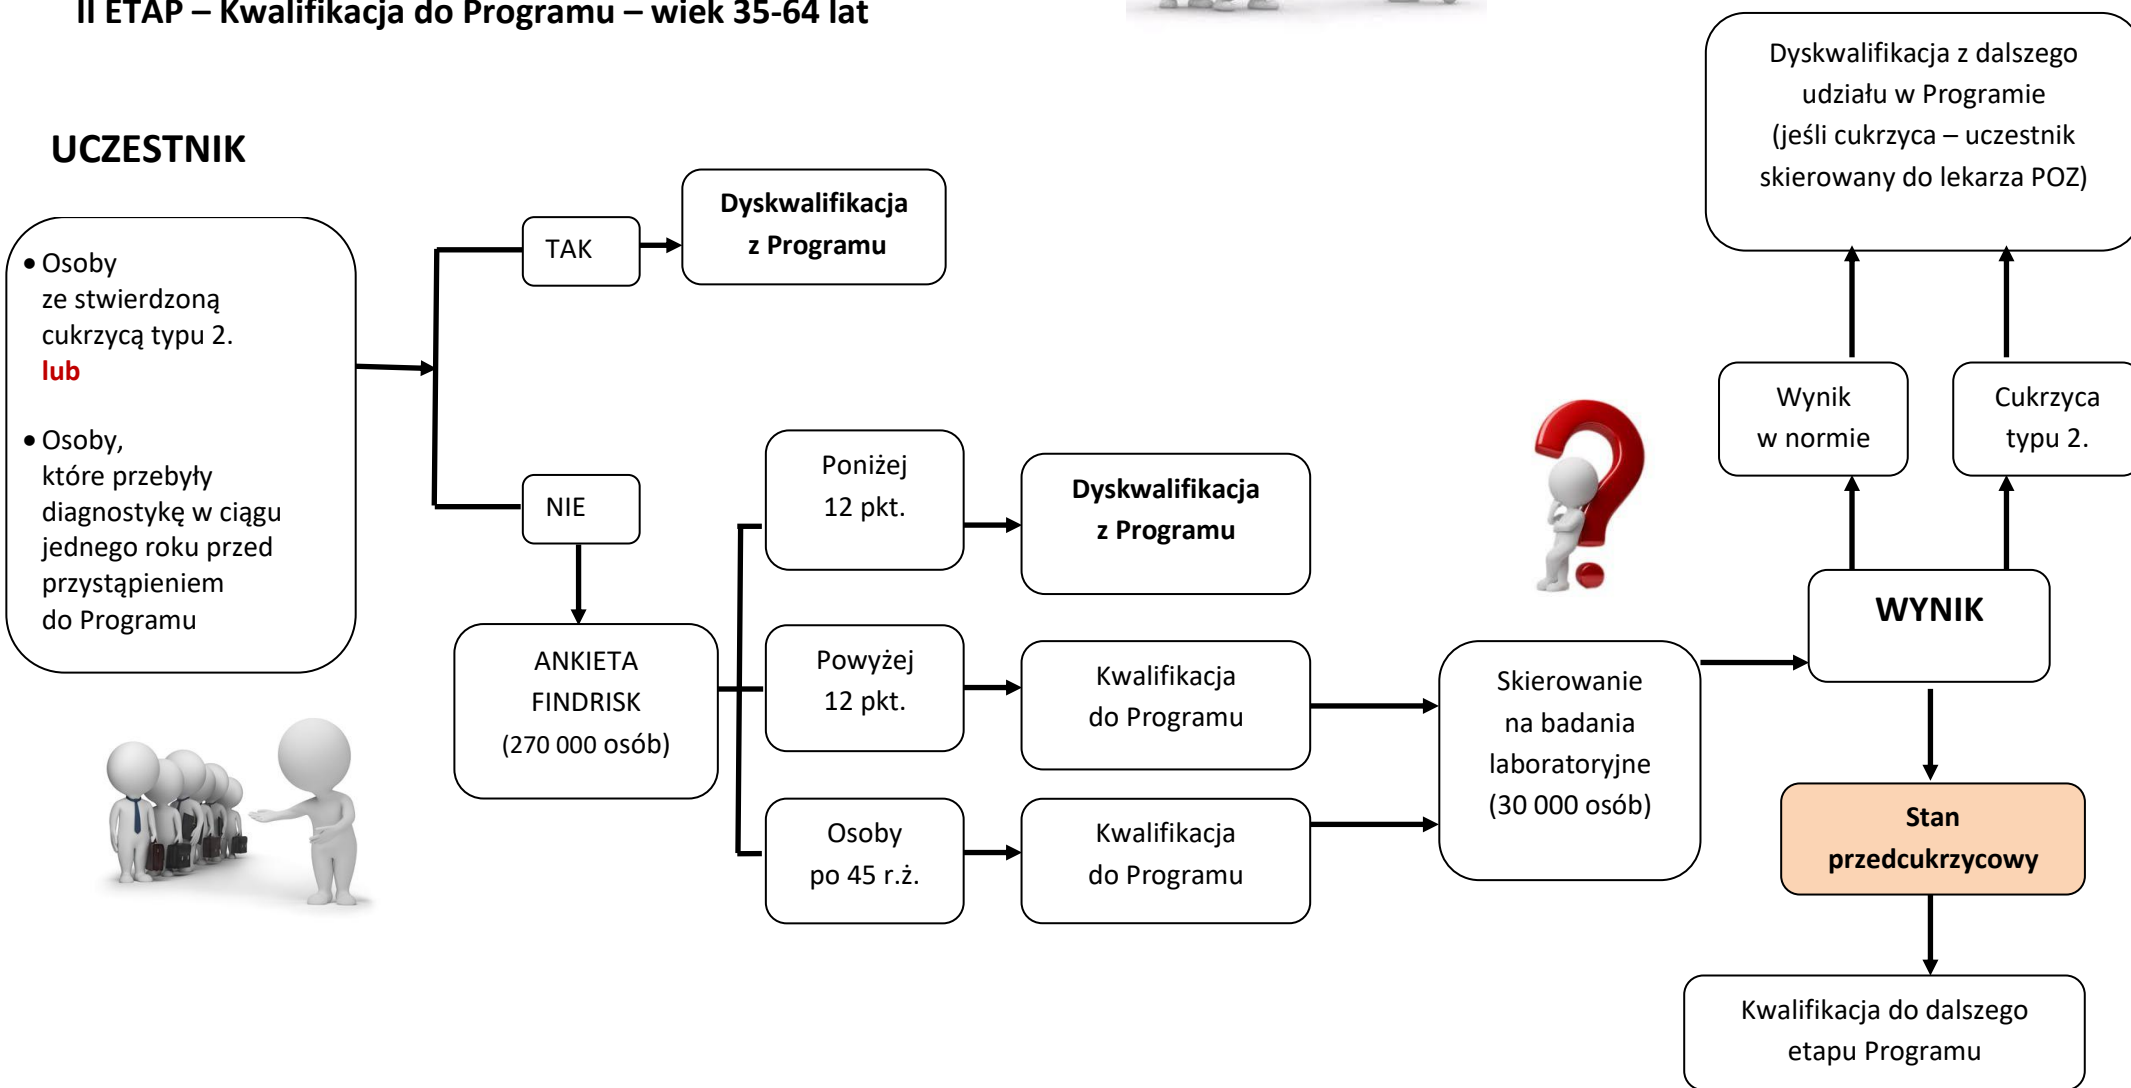 II ETAP – Kwalifikacja do Programu – wiek 35-64 lat
UCZESTNIK
• Osoby
ze stwierdzoną
cukrzycą typu 2.
lub
• Osoby,
które przebyły
diagnostykę w ciągu
jednego roku przed
przystąpieniem
do Programu
TAK
Dyskwalifikacja
z Programu
NIE
ANKIETA
FINDRISK
(270 000 osób)
Poniżej
12 pkt.
Dyskwalifikacja
z Programu
Powyżej
12 pkt.
Kwalifikacja
do Programu
Osoby
po 45 r.ż.
Kwalifikacja
do Programu
Skierowanie
na badania
laboratoryjne
(30 000 osób)
WYNIK
Wynik
w normie
Cukrzyca
typu 2.
Dyskwalifikacja z dalszego
udziału w Programie
(jeśli cukrzyca – uczestnik
skierowany do lekarza POZ)
Stan
przedcukrzycowy
Kwalifikacja do dalszego
etapu Programu